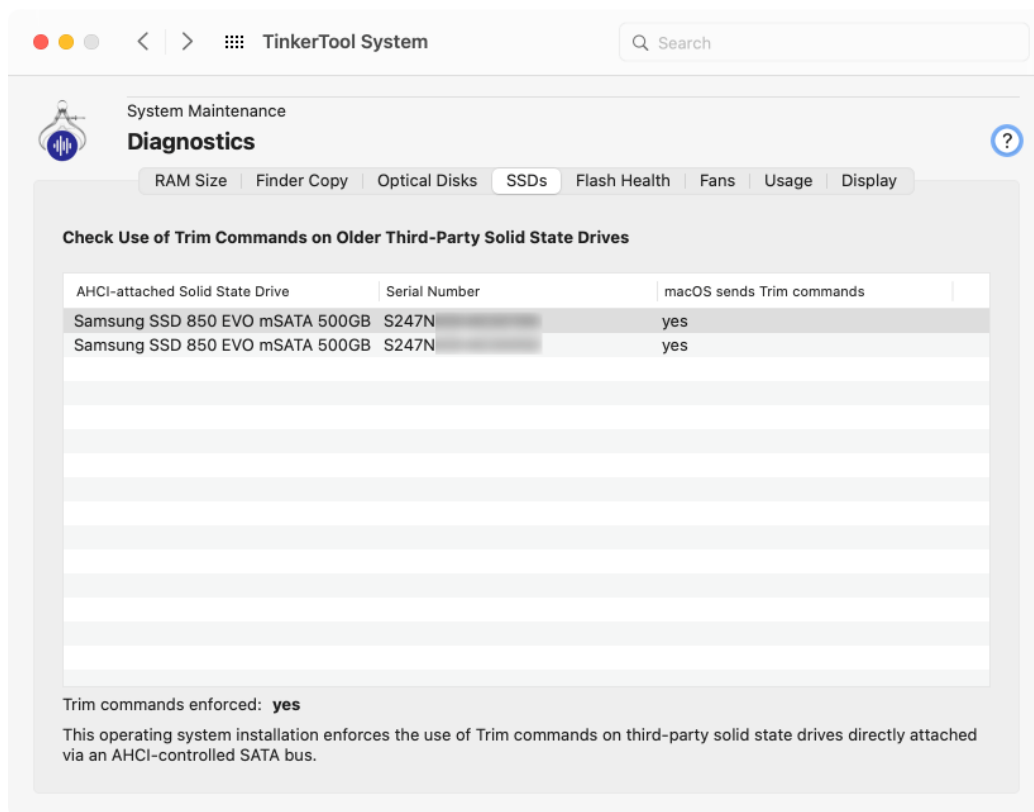 TinkerTool System
Search
System Maintenance
Diagnostics
?
RAM Size Finder Copy Optical Disks SSDs Flash Health Fans Usage Display
Check Use of Trim Commands on Older Third-Party Solid State Drives
AHCI-attached Solid State Drive Serial Number macOS sends Trim commands
Samsung SSD 850 EVO mSATA 500GB S247N yes
Samsung SSD 850 EVO mSATA 500GB S247N yes
Trim commands enforced: yes
This operating system installation enforces the use of Trim commands on third-party solid state drives directly attached
via an AHCI-controlled SATA bus.